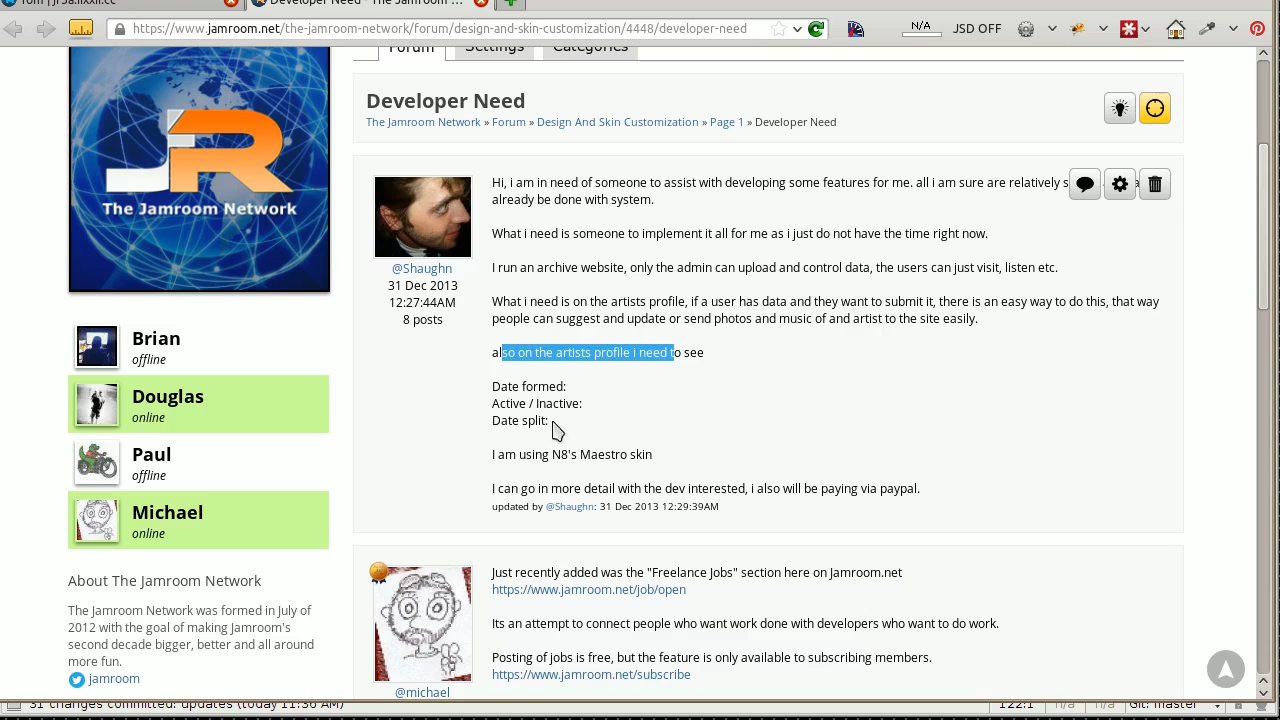 Developer Need - The Jamroom Network ...
https://www.jamroom.net/the-jamroom-network/forum/design-and-skin-customization/4448/developer-need
N/A
JSD OFF
Forum
Settings
Categories
JR
The Jamroom Network
Developer Need
The Jamroom Network » Forum » Design And Skin Customization » Page 1 » Developer Need
Hi, i am in need of someone to assist with developing some features for me. all i am sure are relatively
already be done with system.
What i need is someone to implement it all for me as i just do not have the time right now.
I run an archive website, only the admin can upload and control data, the users can just visit, listen etc.
What i need is on the artists profile, if a user has data and they want to submit it, there is an easy way to do this, that way
people can suggest and update or send photos and music of and artist to the site easily.
also on the artists profile i need to see
Date formed:
Active / Inactive:
Date split:
I am using N8's Maestro skin
I can go in more detail with the dev interested, i also will be paying via paypal.
updated by @Shaughn: 31 Dec 2013 12:29:39AM
@Shaughn
31 Dec 2013
12:27:44AM
8 posts
Brian
offline
Douglas
online
Paul
offline
Michael
online
About The Jamroom Network
The Jamroom Network was formed in July of
2012 with the goal of making Jamroom's
second decade bigger, better and all around
more fun.
jamroom
Just recently added was the "Freelance Jobs" section here on Jamroom.net
https://www.jamroom.net/job/open
Its an attempt to connect people who want work done with developers who want to do work.
Posting of jobs is free, but the feature is only available to subscribing members.
https://www.jamroom.net/subscribe
@michael
31 changes committed: updates (today 11:36 AM)
122:1
n/a
n/a
Git: master